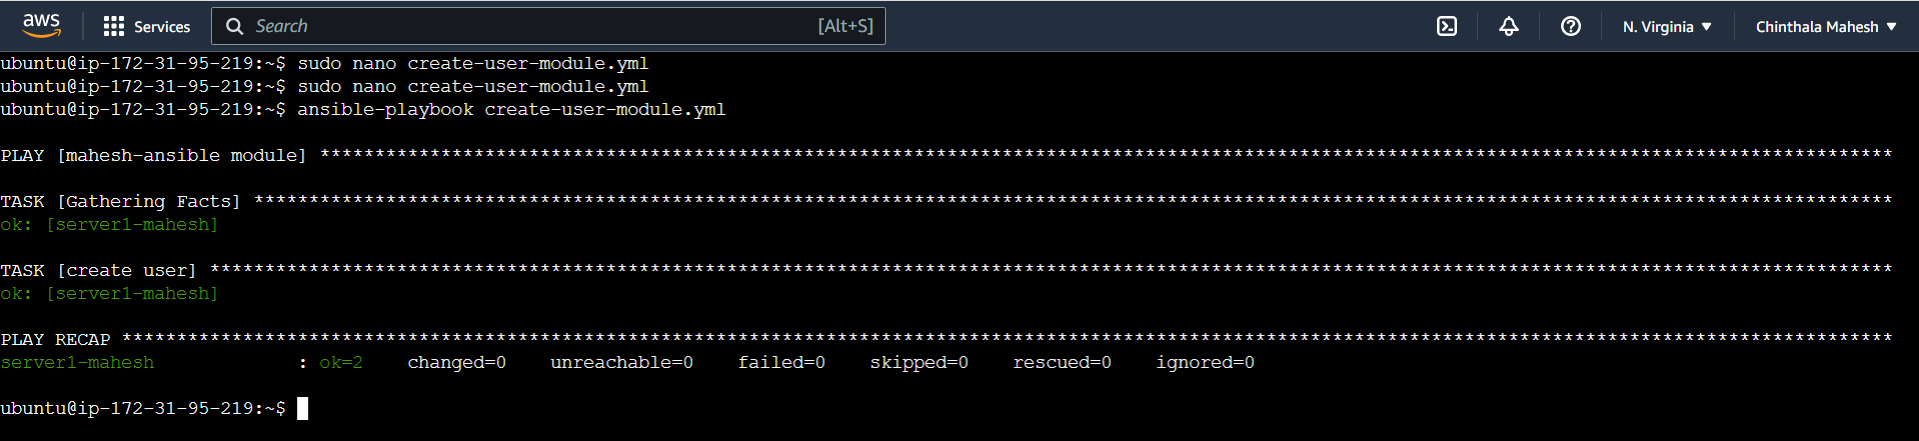 aws Services Search [Alt+S] N. Virginia Chinthala Mahesh
ubuntu@ip-172-31-95-219:~$ sudo nano create-user-module.yml
ubuntu@ip-172-31-95-219:~$ sudo nano create-user-module.yml
ubuntu@ip-172-31-95-219:~$ ansible-playbook create-user-module.yml
PLAY [mahesh-ansible module] ***********************************************************************************************************************************************
TASK [Gathering Facts] *****************************************************************************************************************************************************
ok: [server1-mahesh]
TASK [create user] *********************************************************************************************************************************************************
ok: [server1-mahesh]
PLAY RECAP *****************************************************************************************************************************************************************
server1-mahesh : ok=2 changed=0 unreachable=0 failed=0 skipped=0 rescued=0 ignored=0
ubuntu@ip-172-31-95-219:~$